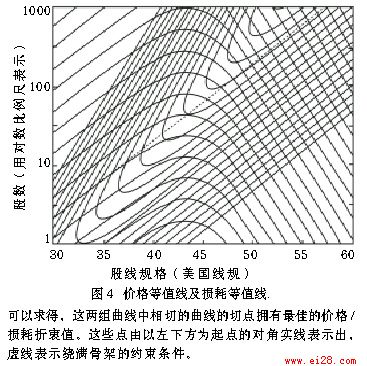 1000
100
10
1
股数（用对数比例尺表示）
30 35 40 45 50 55 60
股线规格（美国线规）
图4 价格等值线及损耗等值线.
可以求得，这两组曲线中相切的曲线的切点拥有最佳的价格/
损耗折衷值。这些点由以左下方为起点的对角实线表示出，
虚线表示绕满骨架的约束条件。
www.ei28.com